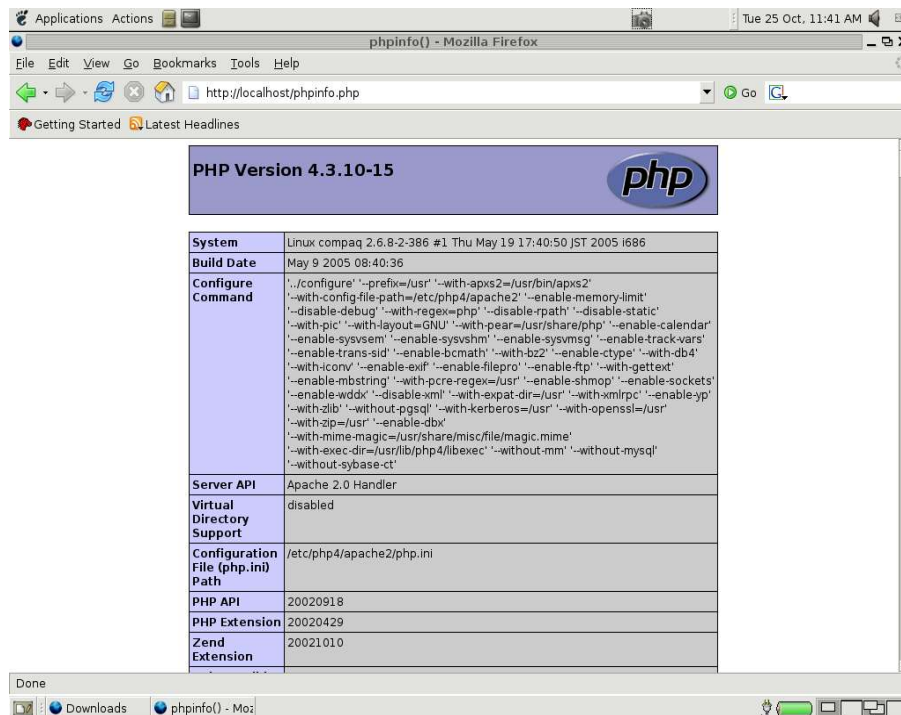 Applications Actions
Tue 25 Oct, 11:41 AM
phpinfo() - Mozilla Firefox
File Edit View Go Bookmarks Tools Help
http://localhost/phpinfo.php
Go
Getting Started Latest Headlines
PHP Version 4.3.10-15
php
System Linux compaq 2.6.8-2-386 #1 Thu May 19 17:40:50 JST 2005 i686
Build Date May 9 2005 08:40:36
Configure Command
'../configure' '--prefix=/usr' '--with-apxs2=/usr/bin/apxs2'
'--with-config-file-path=/etc/php4/apache2' '--enable-memory-limit'
'--disable-debug' '--with-regex=php' '--disable-rpath' '--disable-static'
'--with-pic' '--with-layout=GNU' '--with-pear=/usr/share/php' '--enable-calendar'
'--enable-sysvsem' '--enable-sysvshm' '--enable-sysvmsg' '--enable-track-vars'
'--enable-trans-sid' '--enable-bcmath' '--with-bz2' '--enable-ctype' '--with-db4'
'--with-iconv' '--enable-exif' '--enable-filepro' '--enable-ftp' '--with-gettext'
'--enable-mbstring' '--with-pcre-regex=/usr' '--enable-shmop' '--enable-sockets'
'--enable-wddx' '--disable-xml' '--with-expat-dir=/usr' '--with-xmlrpc' '--enable-yp'
'--with-zlib' '--without-pgsql' '--with-kerberos=/usr' '--with-openssl=/usr'
'--with-zip=/usr' '--enable-dbx'
'--with-mime-magic=/usr/share/misc/file/magic.mime'
'--with-exec-dir=/usr/lib/php4/libexec' '--without-mm' '--without-mysql'
'--without-sybase-ct'
Server API Apache 2.0 Handler
Virtual Directory Support disabled
Configuration File (php.ini) Path /etc/php4/apache2/php.ini
PHP API 20020918
PHP Extension 20020429
Zend Extension 20021010
Done
Downloads phpinfo() - Moz